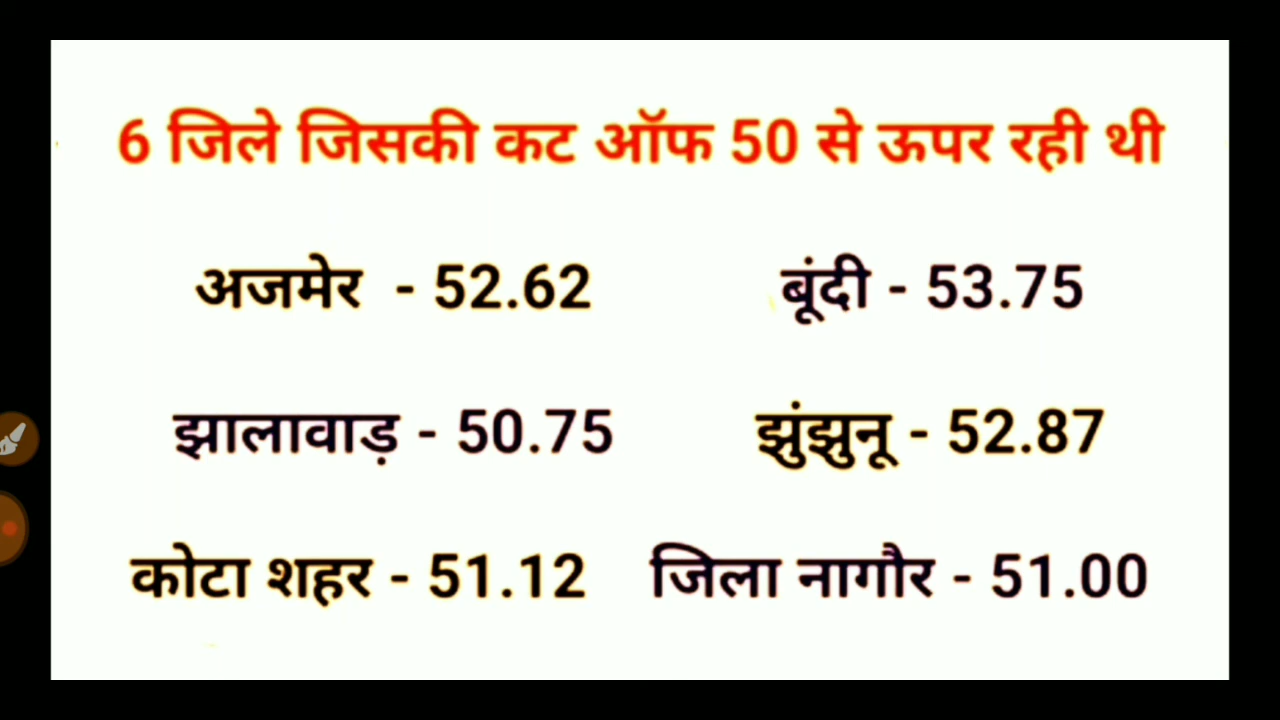 6 जिले जिसकी कट ऑफ 50 से ऊपर रही थी
अजमेर - 52.62 बूंदी - 53.75
झालावाड़ - 50.75 झुंझुनू - 52.87
कोटा शहर - 51.12 जिला नागौर - 51.00